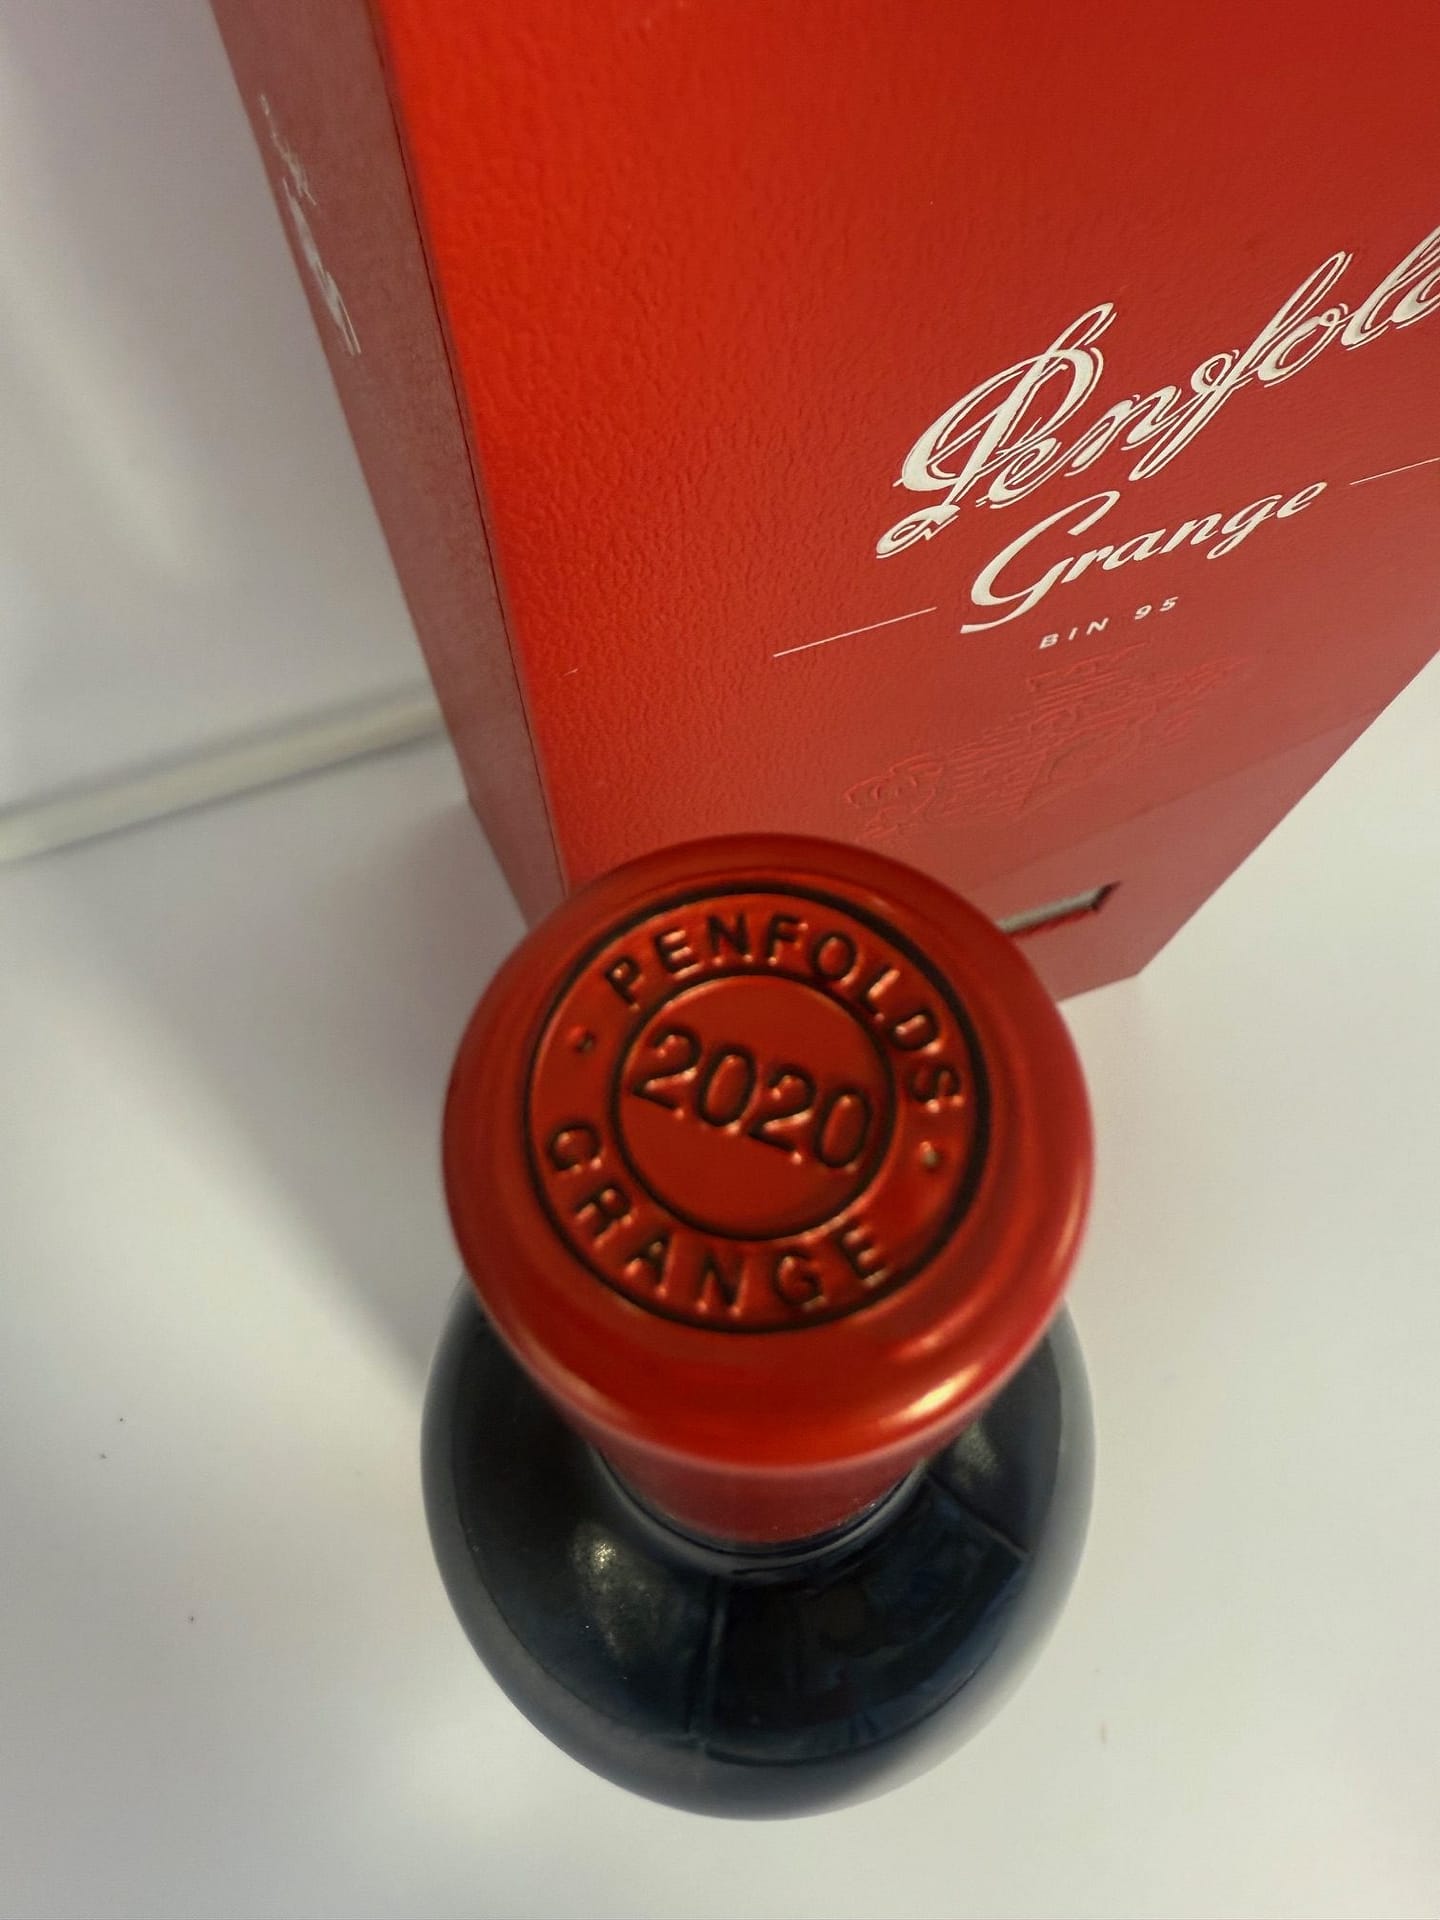 Penfolds
Grange
BIN 95
PENFOLDS
2020
GRANGE